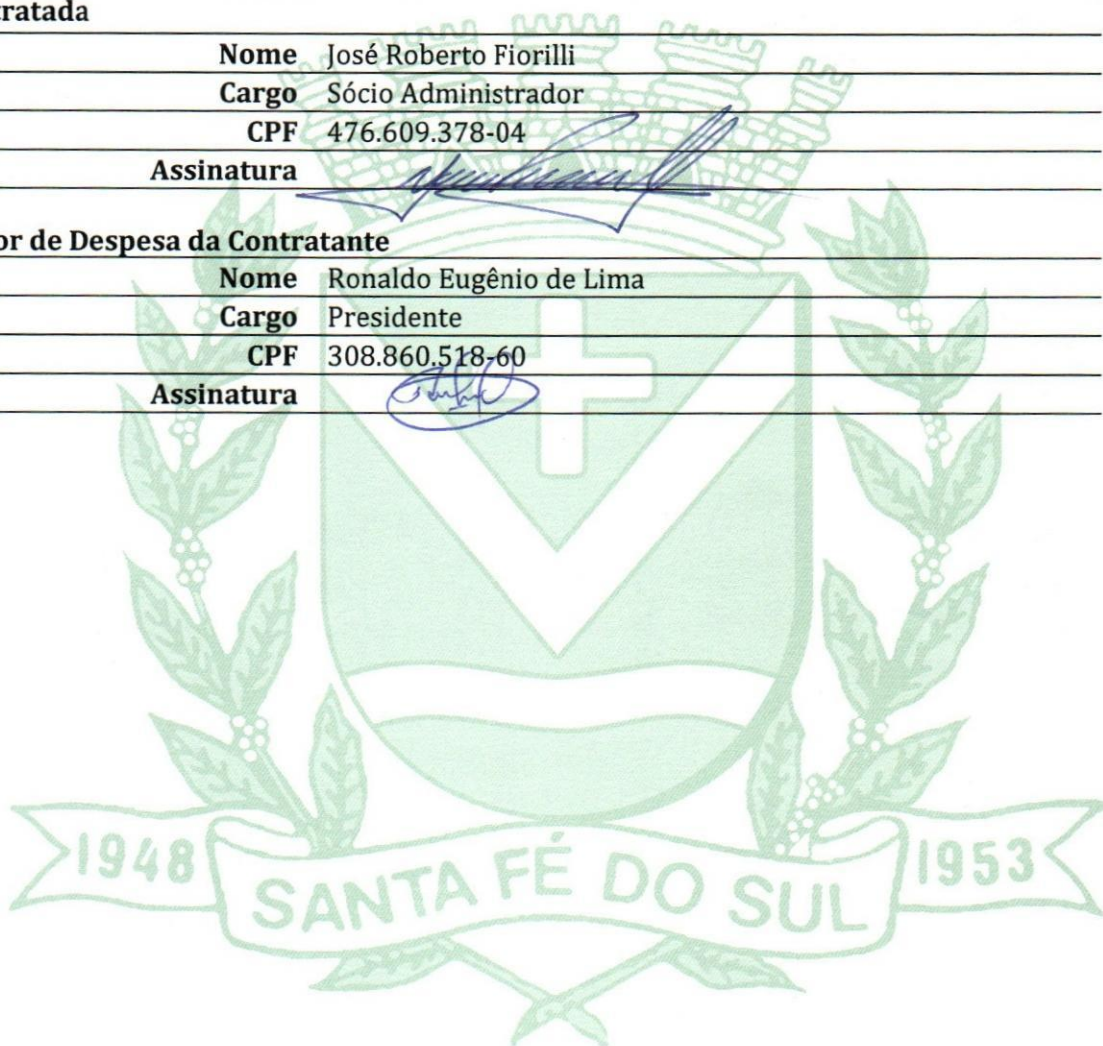 tratada
Nome José Roberto Fiorilli
Cargo Sócio Administrador
CPF 476.609.378-04
Assinatura
or de Despesa da Contratante
Nome Ronaldo Eugênio de Lima
Cargo Presidente
CPF 308.860.518-60
Assinatura
1948 SANTA FÉ DO SUL 1953